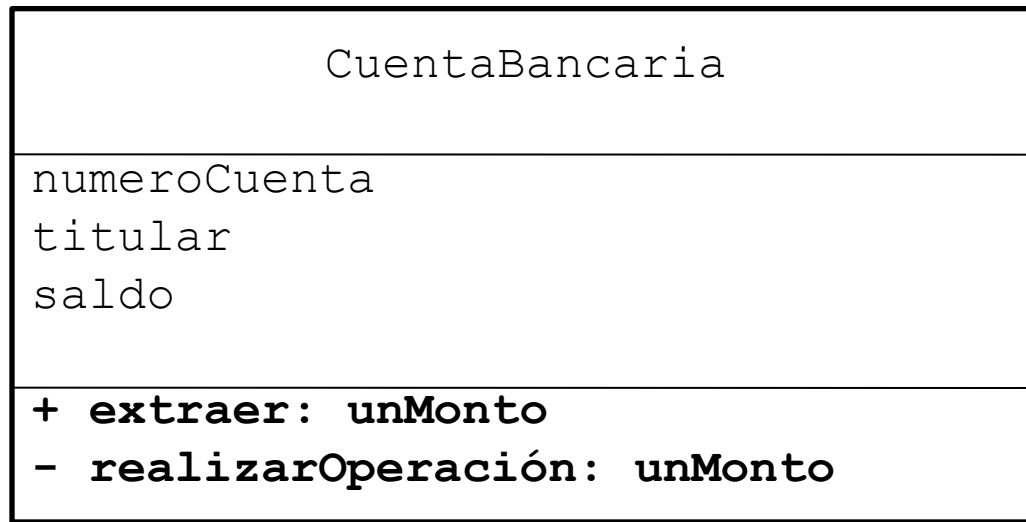 CuentaBancaria
numeroCuenta
titular
saldo
+ extraer: unMonto
- realizarOperación: unMonto